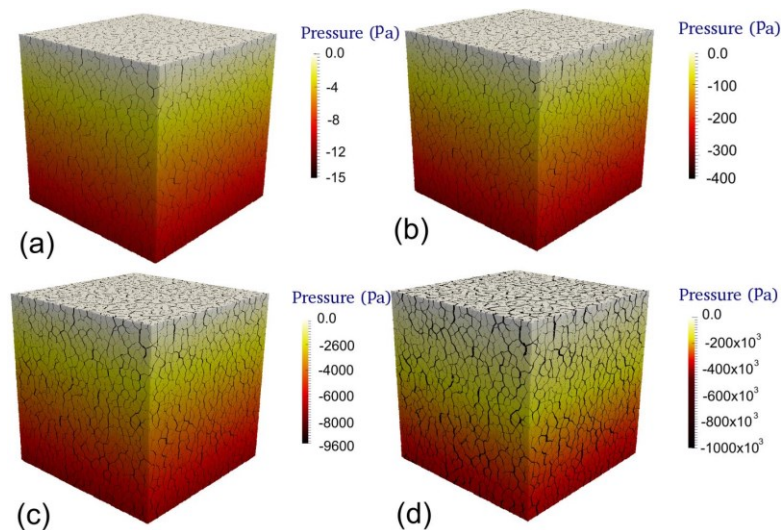 Pressure (Pa)
0.0
-4
-8
-12
-15
(a)
Pressure (Pa)
0.0
-100
-200
-300
-400
(b)
Pressure (Pa)
0.0
-2600
-4000
-6000
-8000
-9600
(c)
Pressure (Pa)
0.0
-200x10³
-400x10³
-600x10³
-800x10³
-1000x10³
(d)